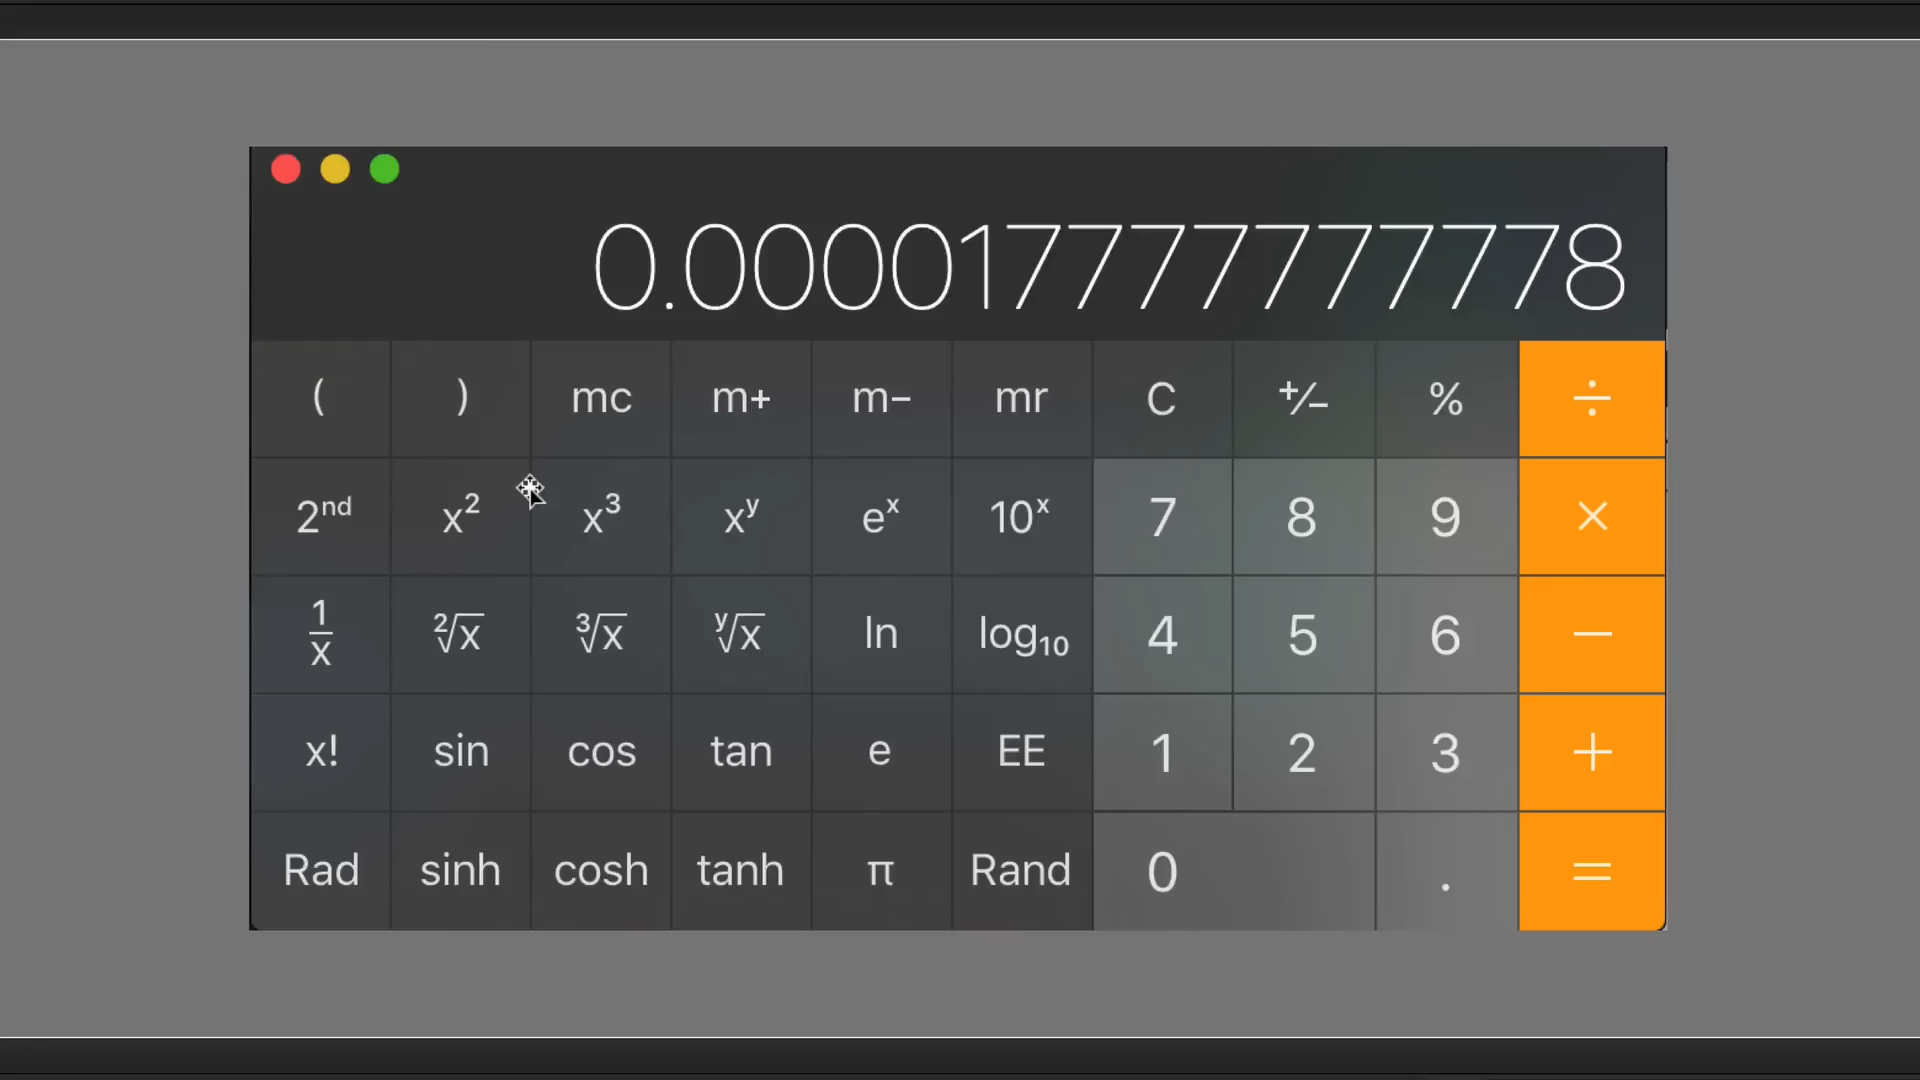 0.000017777777778
( ) mc m+ m− mr C +/− % ÷
2ⁿᵈ x² x³ xʸ eˣ 10ˣ 7 8 9 ×
1/x ²√x ³√x ʸ√x ln log₁₀ 4 5 6 −
x! sin cos tan e EE 1 2 3 +
Rad sinh cosh tanh π Rand 0 . =